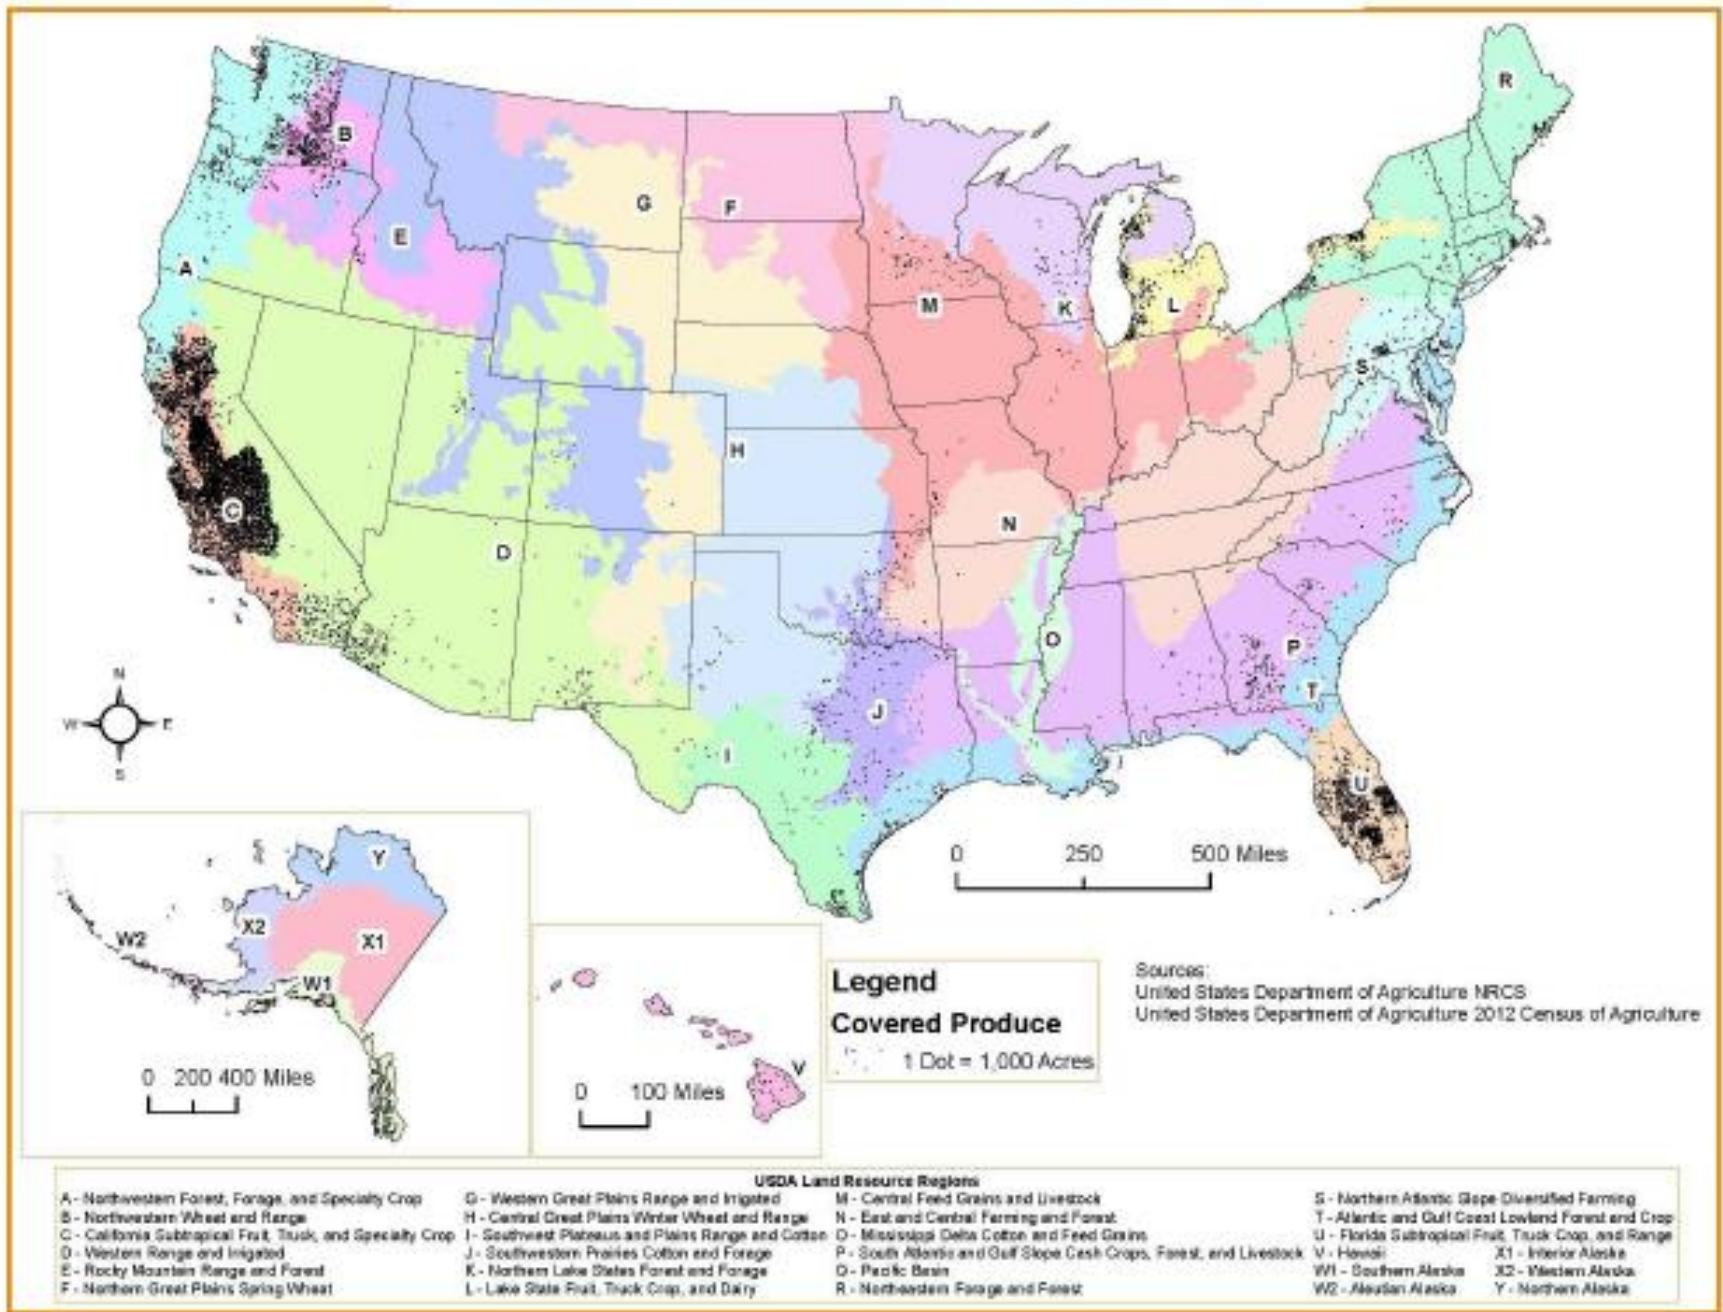 R
B
G
F
E
A
M
K
L
S
H
C
N
D
O
P
T
J
I
U
N
W E
S
0 250 500 Miles
Y
X2
X1
W2
W1
0 200 400 Miles
V
0 100 Miles
Legend
Covered Produce
1 Dot = 1,000 Acres
Sources:
United States Department of Agriculture NRCS
United States Department of Agriculture 2012 Census of Agriculture
USDA Land Resource Regions
A - Northwestern Forest, Forage, and Specialty Crop
B - Northwestern Wheat and Range
C - California Subtropical Fruit, Truck, and Specialty Crop
D - Western Range and Irrigated
E - Rocky Mountain Range and Forest
F - Northern Great Plains Spring Wheat
G - Western Great Plains Range and Irrigated
H - Central Great Plains Winter Wheat and Range
I - Southwest Plateaus and Plains Range and Cotton
J - Southwestern Prairies Cotton and Forage
K - Northern Lake States Forest and Forage
L - Lake State Fruit, Truck Crop, and Dairy
M - Central Feed Grains and Livestock
N - East and Central Farming and Forest
O - Mississippi Delta Cotton and Feed Grains
P - South Atlantic and Gulf Slope Cash Crops, Forest, and Livestock
Q - Pacific Basin
R - Northeastern Forage and Forest
S - Northern Atlantic Slope Diversified Farming
T - Atlantic and Gulf Coast Lowland Forest and Crop
U - Florida Subtropical Fruit, Truck Crop, and Range
V - Hawaii X1 - Interior Alaska
W1 - Southern Alaska X2 - Western Alaska
W2 - Aleutian Alaska Y - Northern Alaska